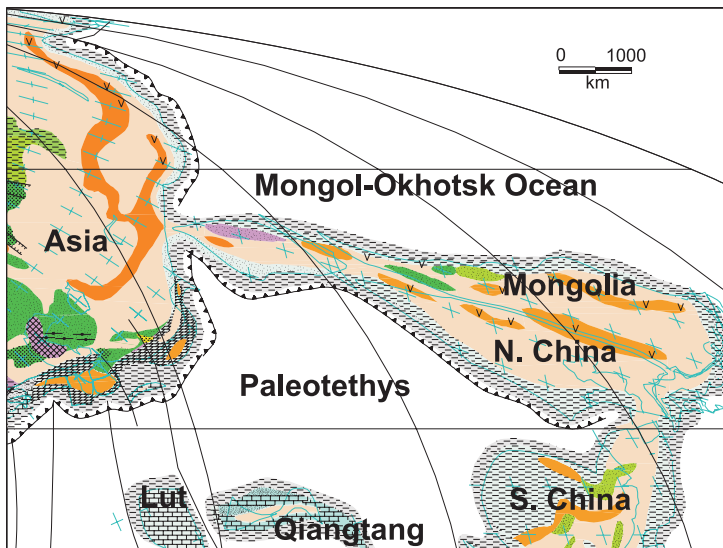 0 1000
km
Mongol-Okhotsk Ocean
Asia
Mongolia
N. China
Paleotethys
Lut
S. China
Qiangtang